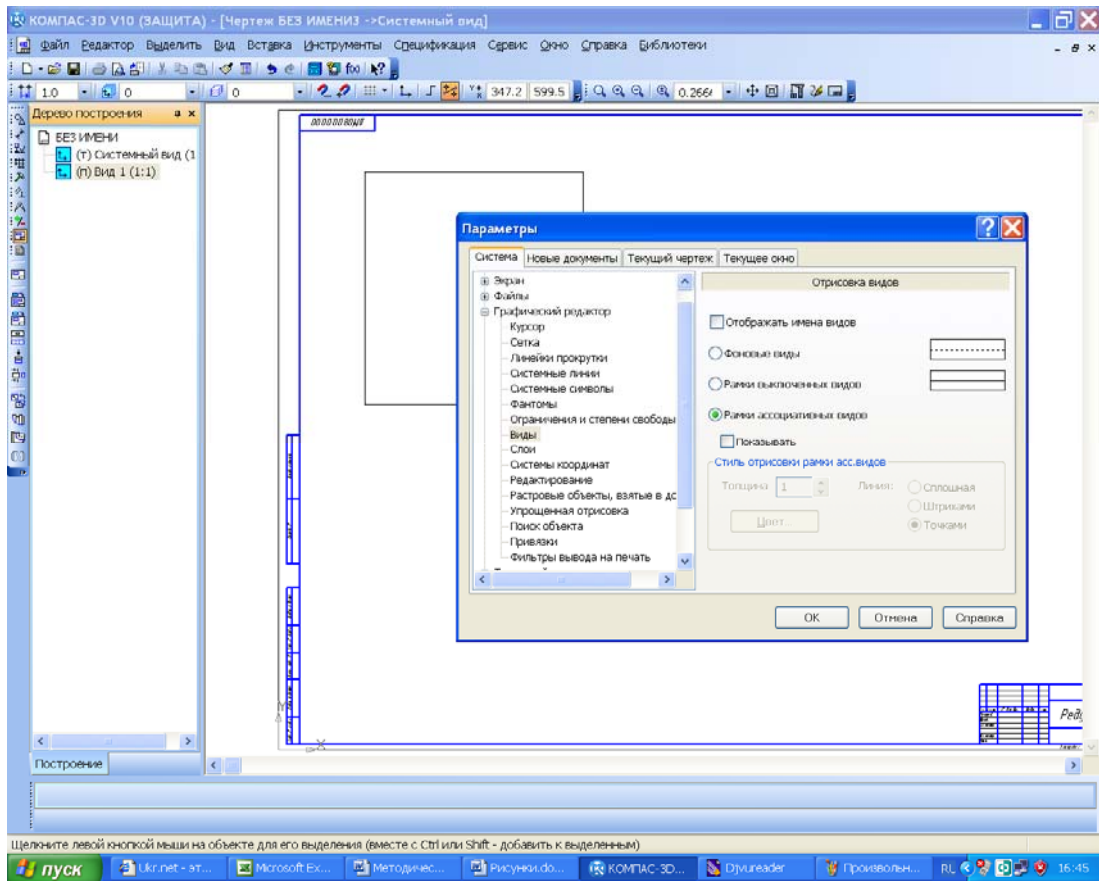 КОМПАС-3D V10 (ЗАЩИТА) - [Чертеж БЕЗ ИМЕНИ3 ->Системный вид]
Файл Редактор Выделить Вид Вставка Инструменты Спецификация Сервис Окно Справка Библиотеки
1.0 0 0 347.2 599.5 0.266
Дерево построения
БЕЗ ИМЕНИ
(т) Системный вид (1
(п) Вид 1 (1:1)
Построение
Параметры
Система Новые документы Текущий чертеж Текущее окно
Экран
Файлы
Графический редактор
Курсор
Сетка
Линейки прокрутки
Системные линии
Системные символы
Фантомы
Ограничения и степени свободы
Виды
Слои
Системы координат
Редактирование
Растровые объекты, взятые в до
Упрощенная отрисовка
Поиск объекта
Привязки
Фильтры вывода на печать
Отрисовка видов
Отображать имена видов
Фоновые виды
Рамки выключенных видов
Рамки ассоциативных видов
Показывать
Стиль отрисовки рамки асс.видов
Толщина 1 Линия: Сплошная
Штрихами
Цвет... Точками
OK Отмена Справка
Y
X
Щелкните левой кнопкой мыши на объекте для его выделения (вместе с Ctrl или Shift - добавить к выделенным)
пуск Ukr.net - эт... Microsoft Ex... Методичес... Рисунки.do... КОМПАС-3D... Djvureader Произвольн... RL 16:45